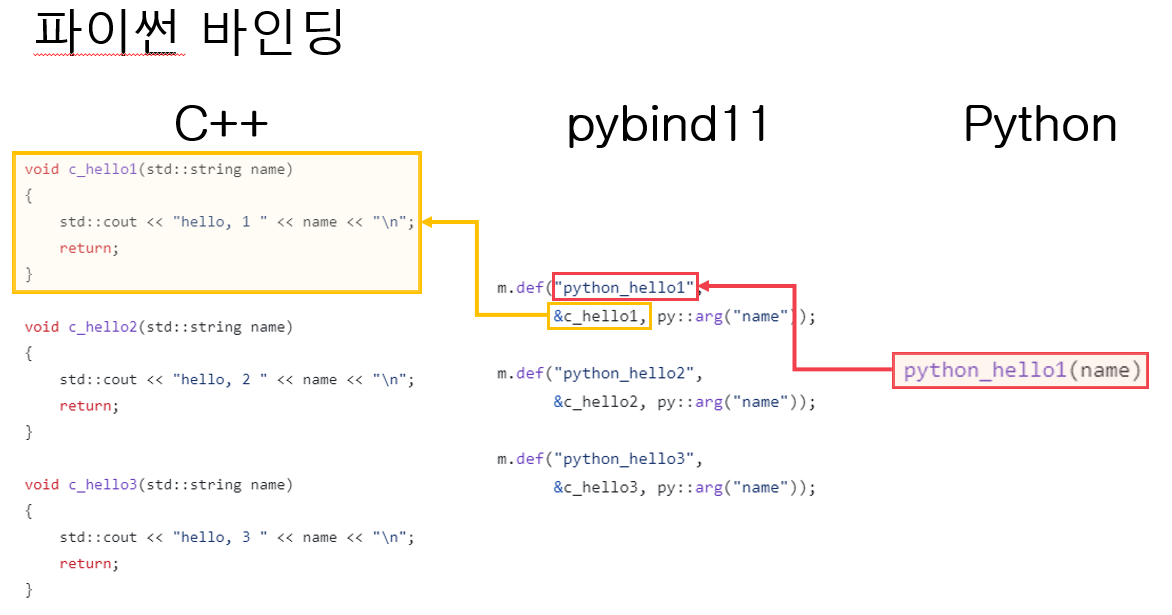 파이썬 바인딩
C++
void c_hello1(std::string name)
{
    std::cout << "hello, 1 " << name << "\n";
    return;
}
void c_hello2(std::string name)
{
    std::cout << "hello, 2 " << name << "\n";
    return;
}
void c_hello3(std::string name)
{
    std::cout << "hello, 3 " << name << "\n";
    return;
}
pybind11
m.def("python_hello1",
      &c_hello1, py::arg("name"));
m.def("python_hello2",
      &c_hello2, py::arg("name"));
m.def("python_hello3",
      &c_hello3, py::arg("name"));
Python
python_hello1(name)